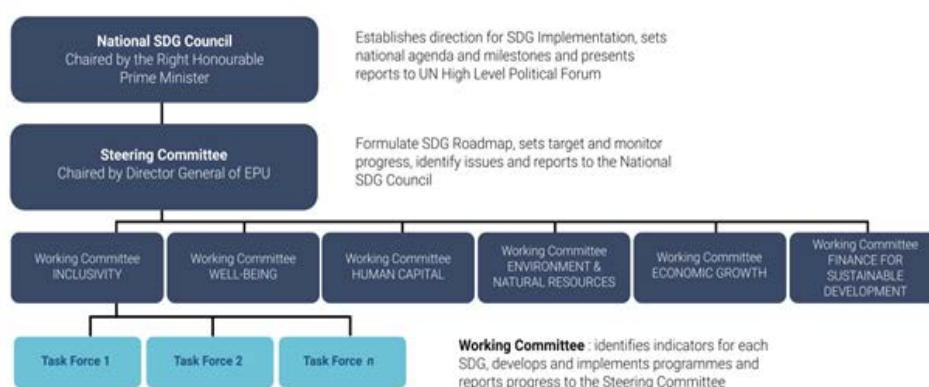 National SDG Council
Chaired by the Right Honourable
Prime Minister
Establishes direction for SDG Implementation, sets
national agenda and milestones and presents
reports to UN High Level Political Forum
Steering Committee
Chaired by Director General of EPU
Formulate SDG Roadmap, sets target and monitor
progress, identify issues and reports to the National
SDG Council
Working Committee
INCLUSIVITY
Working Committee
WELL-BEING
Working Committee
HUMAN CAPITAL
Working Committee
ENVIRONMENT &
NATURAL RESOURCES
Working Committee
ECONOMIC GROWTH
Working Committee
FINANCE FOR
SUSTAINABLE
DEVELOPMENT
Task Force 1
Task Force 2
Task Force n
Working Committee : identifies indicators for each
SDG, develops and implements programmes and
reports progress to the Steering Committee